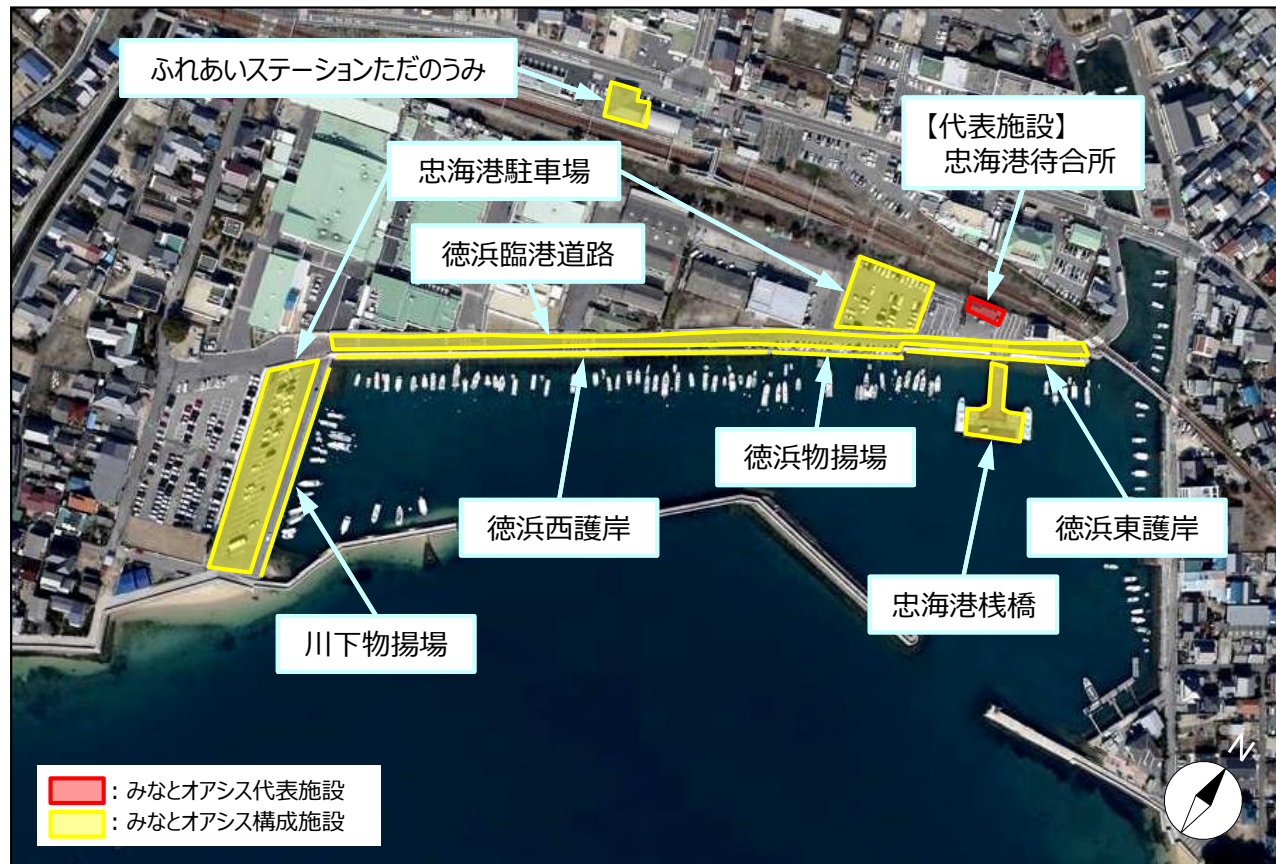 ふれあいステーションただのうみ
【代表施設】
忠海港待合所
忠海港駐車場
徳浜臨港道路
徳浜物揚場
徳浜西護岸
徳浜東護岸
忠海港桟橋
川下物揚場
N
：みなとオアシス代表施設
：みなとオアシス構成施設